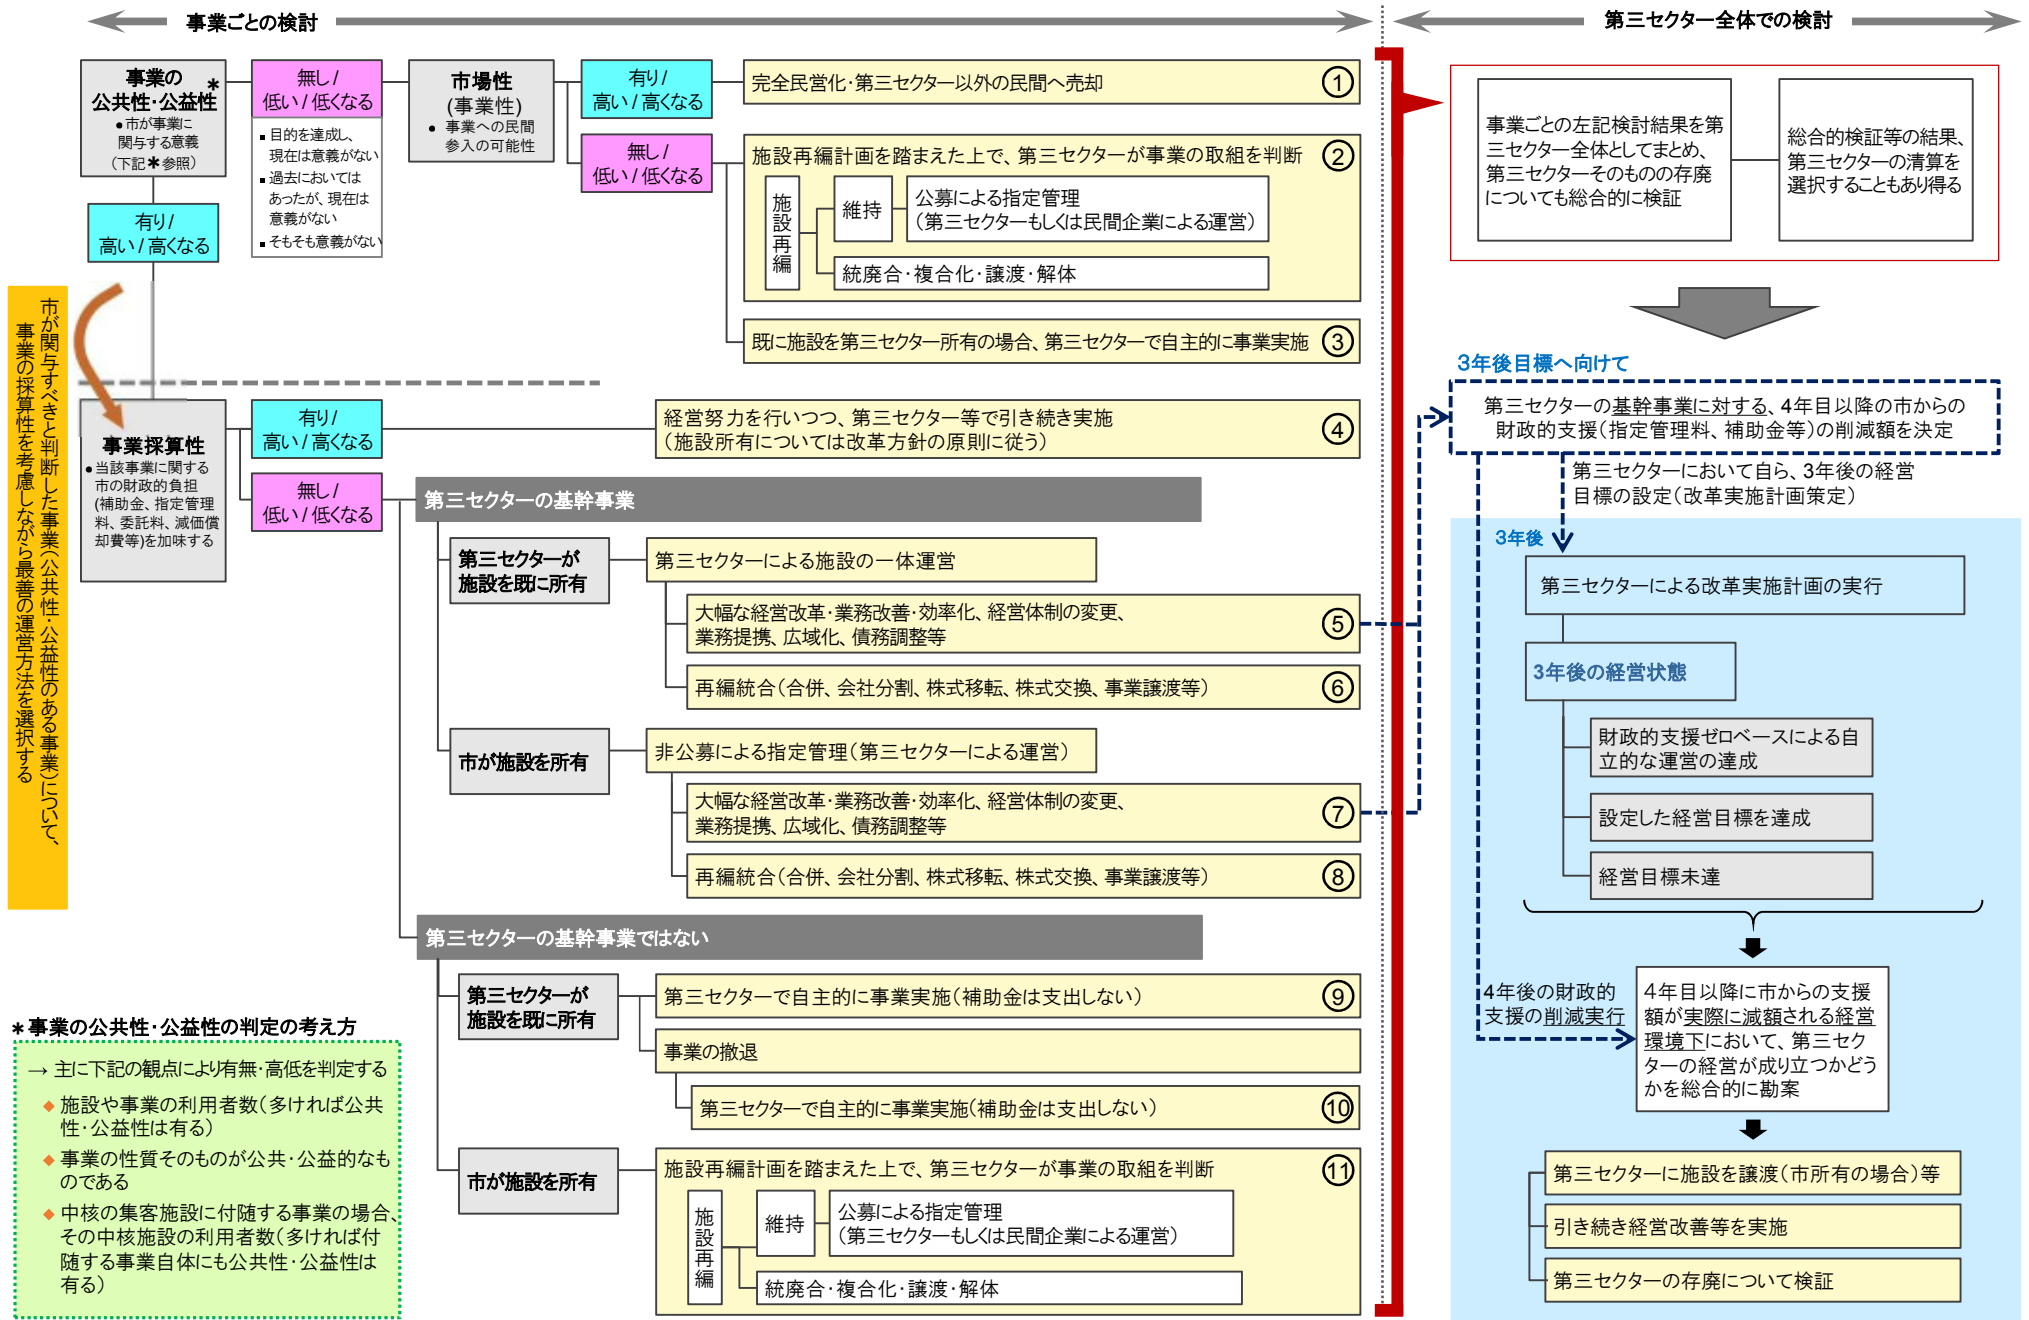 事業ごとの検討
第三セクター全体での検討
事業の
公共性・公益性
*
●市が事業に
関与する意義
(下記*参照)
無し /
低い / 低くなる
■ 目的を達成し、
現在は意義がない
■ 過去においては
あったが、現在は
意義がない
■ そもそも意義がない
市場性
(事業性)
● 事業への民間
参入の可能性
有り/
高い / 高くなる
無し /
低い / 低くなる
完全民営化・第三セクター以外の民間へ売却
①
施設再編計画を踏まえた上で、第三セクターが事業の取組を判断
②
施設再編
維持
公募による指定管理
(第三セクターもしくは民間企業による運営)
統廃合・複合化・譲渡・解体
既に施設を第三セクター所有の場合、第三セクターで自主的に事業実施
③
有り/
高い / 高くなる
市が関与すべきと判断した事業(公共性・公益性のある事業)について、
事業の採算性を考慮しながら最善の運営方法を選択する
事業採算性
●当該事業に関する
市の財政的負担
(補助金、指定管理
料、委託料、減価償
却費等)を加味する
有り/
高い / 高くなる
無し /
低い / 低くなる
経営努力を行いつつ、第三セクター等で引き続き実施
(施設所有については改革方針の原則に従う)
④
第三セクターの基幹事業
第三セクターが
施設を既に所有
第三セクターによる施設の一体運営
大幅な経営改革・業務改善・効率化、経営体制の変更、
業務提携、広域化、債務調整等
⑤
再編統合(合併、会社分割、株式移転、株式交換、事業譲渡等)
⑥
市が施設を所有
非公募による指定管理(第三セクターによる運営)
大幅な経営改革・業務改善・効率化、経営体制の変更、
業務提携、広域化、債務調整等
⑦
再編統合(合併、会社分割、株式移転、株式交換、事業譲渡等)
⑧
第三セクターの基幹事業ではない
第三セクターが
施設を既に所有
第三セクターで自主的に事業実施(補助金は支出しない)
⑨
事業の撤退
第三セクターで自主的に事業実施(補助金は支出しない)
⑩
市が施設を所有
施設再編計画を踏まえた上で、第三セクターが事業の取組を判断
⑪
施設再編
維持
公募による指定管理
(第三セクターもしくは民間企業による運営)
統廃合・複合化・譲渡・解体
*事業の公共性・公益性の判定の考え方
→ 主に下記の観点により有無・高低を判定する
◆ 施設や事業の利用者数(多ければ公共
性・公益性は有る)
◆ 事業の性質そのものが公共・公益的なも
のである
◆ 中核の集客施設に付随する事業の場合、
その中核施設の利用者数(多ければ付
随する事業自体にも公共性・公益性は
有る)
事業ごとの左記検討結果を第
三セクター全体としてまとめ、
第三セクターそのものの存廃
についても総合的に検証
総合的検証等の結果、
第三セクターの清算を
選択することもあり得る
3年後目標へ向けて
第三セクターの基幹事業に対する、4年目以降の市からの
財政的支援(指定管理料、補助金等)の削減額を決定
第三セクターにおいて自ら、3年後の経営
目標の設定(改革実施計画策定)
3年後
第三セクターによる改革実施計画の実行
3年後の経営状態
財政的支援ゼロベースによる自
立的な運営の達成
設定した経営目標を達成
経営目標未達
4年後の財政的
支援の削減実行
4年目以降に市からの支援
額が実際に減額される経営
環境下において、第三セク
ターの経営が成り立つかどう
かを総合的に勘案
第三セクターに施設を譲渡(市所有の場合)等
引き続き経営改善等を実施
第三セクターの存廃について検証